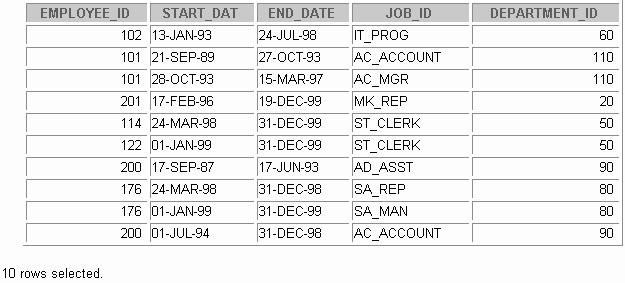 EMPLOYEE_ID START_DAT END_DATE JOB_ID DEPARTMENT_ID
102 13-JAN-93 24-JUL-98 IT_PROG 60
101 21-SEP-89 27-OCT-93 AC_ACCOUNT 110
101 28-OCT-93 15-MAR-97 AC_MGR 110
201 17-FEB-96 19-DEC-99 MK_REP 20
114 24-MAR-98 31-DEC-99 ST_CLERK 50
122 01-JAN-99 31-DEC-99 ST_CLERK 50
200 17-SEP-87 17-JUN-93 AD_ASST 90
176 24-MAR-98 31-DEC-98 SA_REP 80
176 01-JAN-99 31-DEC-99 SA_MAN 80
200 01-JUL-94 31-DEC-98 AC_ACCOUNT 90
10 rows selected.